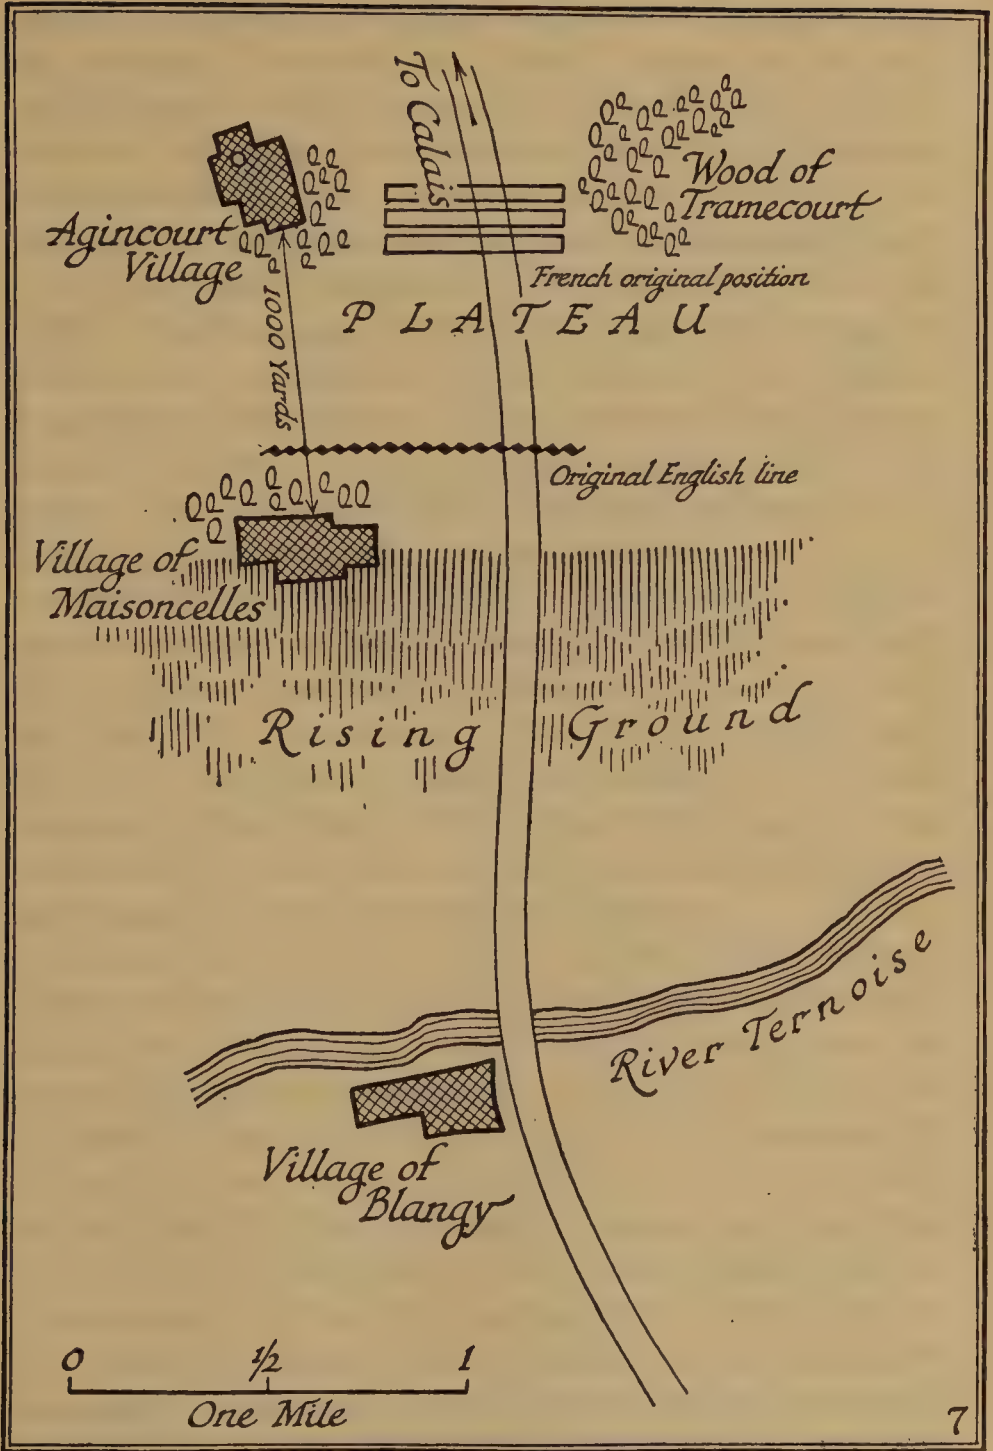 To Calais
Wood of
Tramecourt
Agincourt
Village
French original position
PLATEAU
1000 Yards
Original English line
Village of
Maisoncelles
Rising Ground
River Ternoise
Village of
Blangy
0 1/2 1
One Mile
7